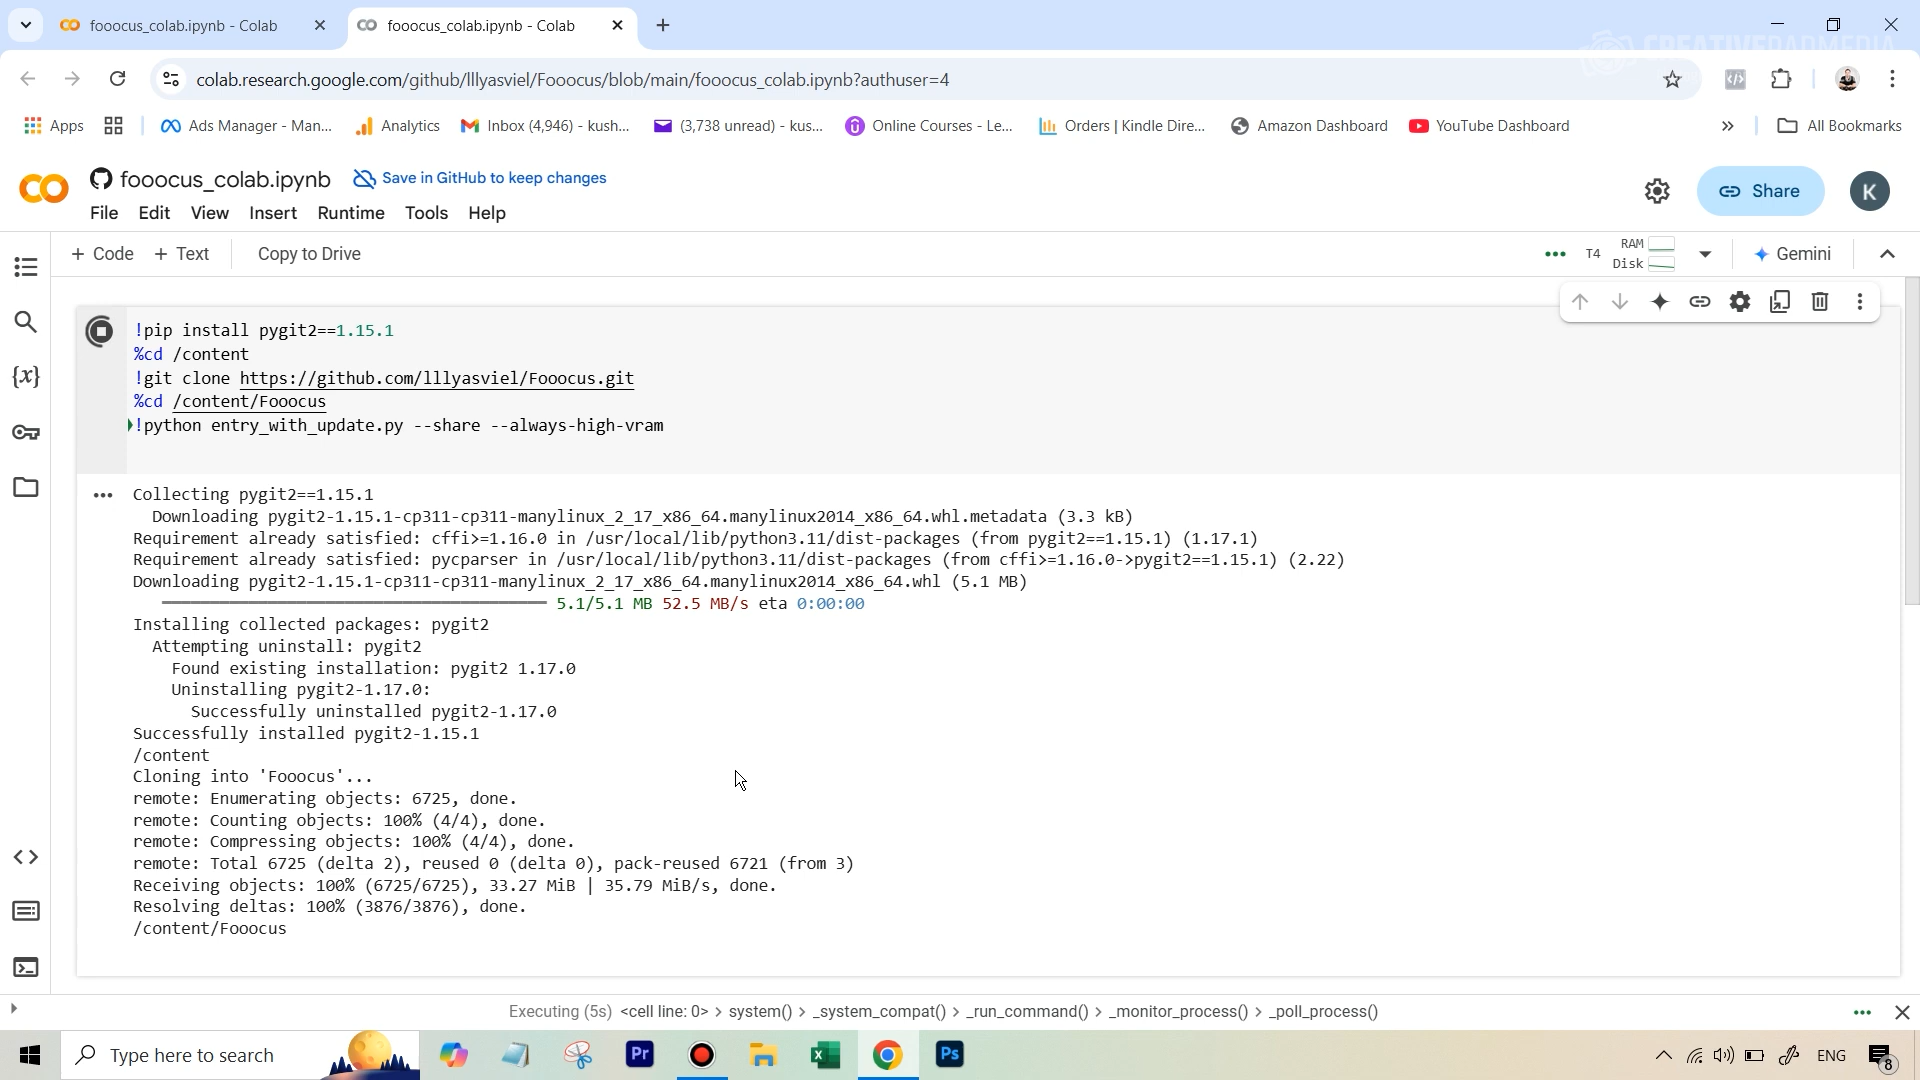 fooocus_colab.ipynb - Colab
fooocus_colab.ipynb - Colab
CREATIVEDADMEDIA
colab.research.google.com/github/lllyasviel/Fooocus/blob/main/fooocus_colab.ipynb?authuser=4
Apps
Ads Manager - Man...
Analytics
Inbox (4,946) - kush...
(3,738 unread) - kus...
Online Courses - Le...
Orders | Kindle Dire...
Amazon Dashboard
YouTube Dashboard
All Bookmarks
fooocus_colab.ipynb
Save in GitHub to keep changes
File Edit View Insert Runtime Tools Help
Share
K
+ Code + Text
Copy to Drive
T4
RAM
Disk
Gemini
!pip install pygit2==1.15.1
%cd /content
!git clone https://github.com/lllyasviel/Fooocus.git
%cd /content/Fooocus
!python entry_with_update.py --share --always-high-vram
Collecting pygit2==1.15.1
Downloading pygit2-1.15.1-cp311-cp311-manylinux_2_17_x86_64.manylinux2014_x86_64.whl.metadata (3.3 kB)
Requirement already satisfied: cffi>=1.16.0 in /usr/local/lib/python3.11/dist-packages (from pygit2==1.15.1) (1.17.1)
Requirement already satisfied: pycparser in /usr/local/lib/python3.11/dist-packages (from cffi>=1.16.0->pygit2==1.15.1) (2.22)
Downloading pygit2-1.15.1-cp311-cp311-manylinux_2_17_x86_64.manylinux2014_x86_64.whl (5.1 MB)
5.1/5.1 MB 52.5 MB/s eta 0:00:00
Installing collected packages: pygit2
Attempting uninstall: pygit2
Found existing installation: pygit2 1.17.0
Uninstalling pygit2-1.17.0:
Successfully uninstalled pygit2-1.17.0
Successfully installed pygit2-1.15.1
/content
Cloning into 'Fooocus'...
remote: Enumerating objects: 6725, done.
remote: Counting objects: 100% (4/4), done.
remote: Compressing objects: 100% (4/4), done.
remote: Total 6725 (delta 2), reused 0 (delta 0), pack-reused 6721 (from 3)
Receiving objects: 100% (6725/6725), 33.27 MiB | 35.79 MiB/s, done.
Resolving deltas: 100% (3876/3876), done.
/content/Fooocus
Executing (5s) <cell line: 0> > system() > _system_compat() > _run_command() > _monitor_process() > _poll_process()
Type here to search
Pr
Ps
ENG
8